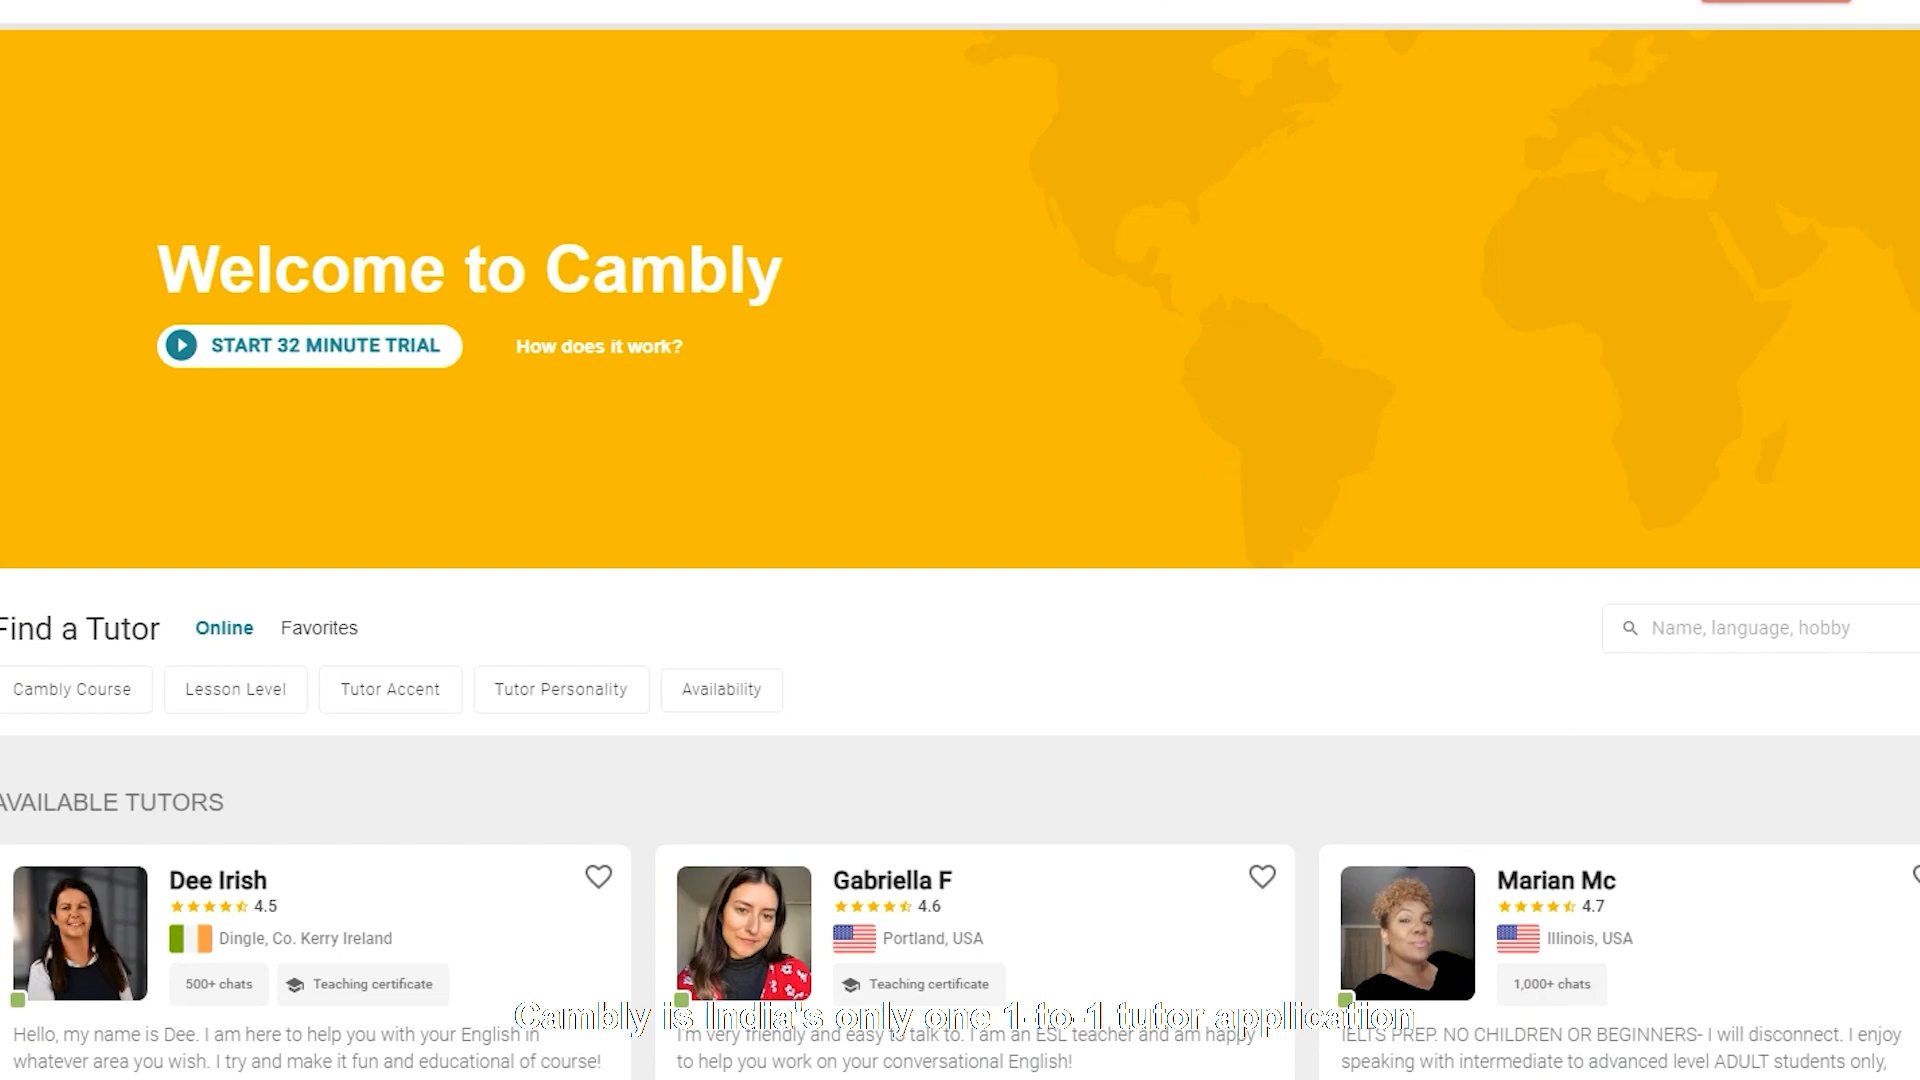 Welcome to Cambly
START 32 MINUTE TRIAL
How does it work?
Find a Tutor
Online
Favorites
Name, language, hobby
Cambly Course
Lesson Level
Tutor Accent
Tutor Personality
Availability
AVAILABLE TUTORS
Dee Irish
4.5
Dingle, Co. Kerry Ireland
500+ chats
Teaching certificate
Hello, my name is Dee. I am here to help you with your English in
whatever area you wish. I try and make it fun and educational of course!
Gabriella F
4.6
Portland, USA
Teaching certificate
I'm very friendly and easy to talk to. I am an ESL teacher and am happy
to help you work on your conversational English!
Marian Mc
4.7
Illinois, USA
1,000+ chats
IELTS PREP. NO CHILDREN OR BEGINNERS- I will disconnect. I enjoy
speaking with intermediate to advanced level ADULT students only,
Cambly is India's only one 1-to-1 tutor application